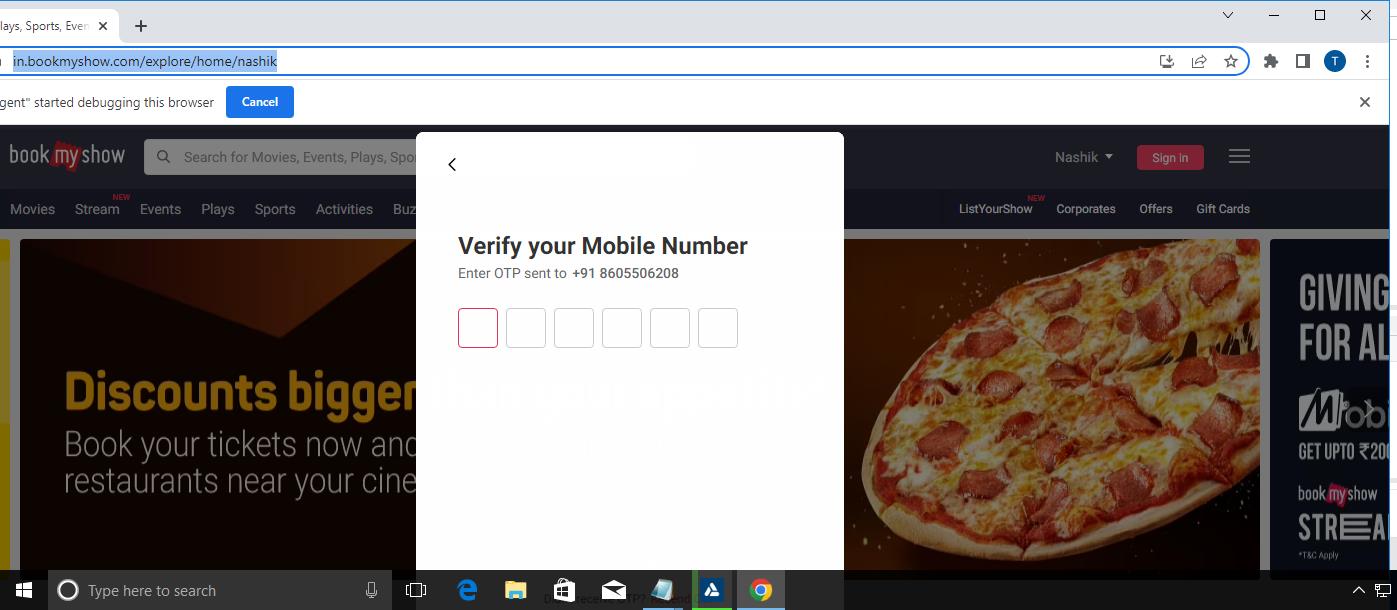 lays, Sports, Even
in.bookmyshow.com/explore/home/nashik
T
gent" started debugging this browser
Cancel
book my show
Search for Movies, Events, Plays, Spo
Nashik
Sign in
Movies
Stream
NEW
Events
Plays
Sports
Activities
Buz
ListYourShow
NEW
Corporates
Offers
Gift Cards
Verify your Mobile Number
Enter OTP sent to +91 8605506208
Discounts bigger
Book your tickets now and
restaurants near your cine
GIVING
FOR AL
Mob
GET UPTO ₹200
book my show
STREA
*T&C Apply
Type here to search